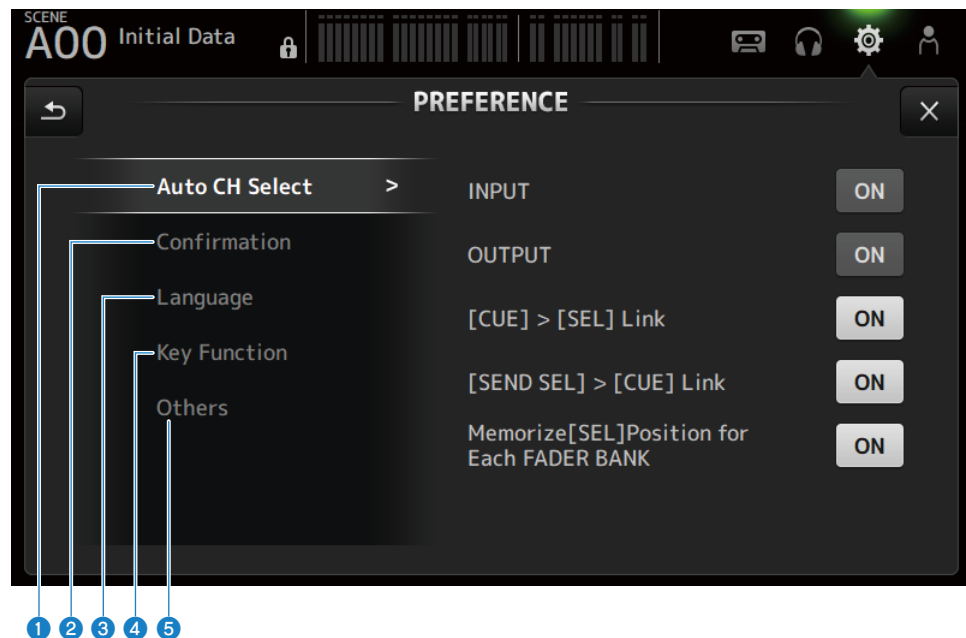 SCENE
A00 Initial Data
PREFERENCE
Auto CH Select >
Confirmation
Language
Key Function
Others
INPUT ON
OUTPUT ON
[CUE] > [SEL] Link ON
[SEND SEL] > [CUE] Link ON
Memorize[SEL]Position for
Each FADER BANK ON
1 2 3 4 5